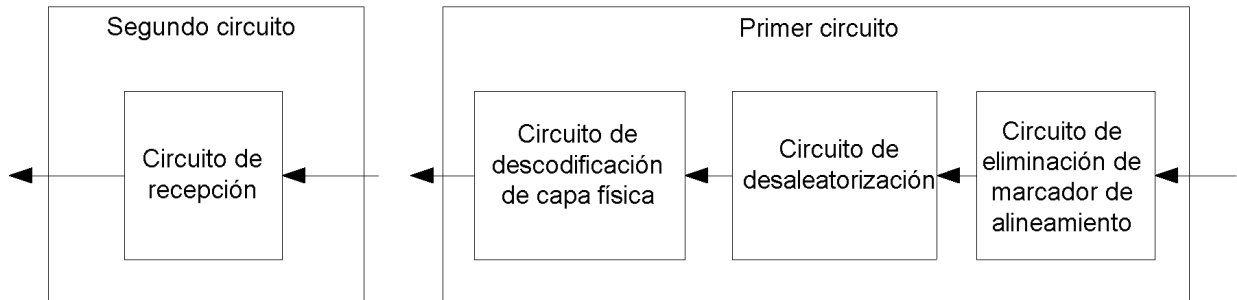 Segundo circuito
Circuito de
recepción
Primer circuito
Circuito de
descodificación
de capa física
Circuito de
desaleatorización
Circuito de
eliminación de
marcador de
alineamiento